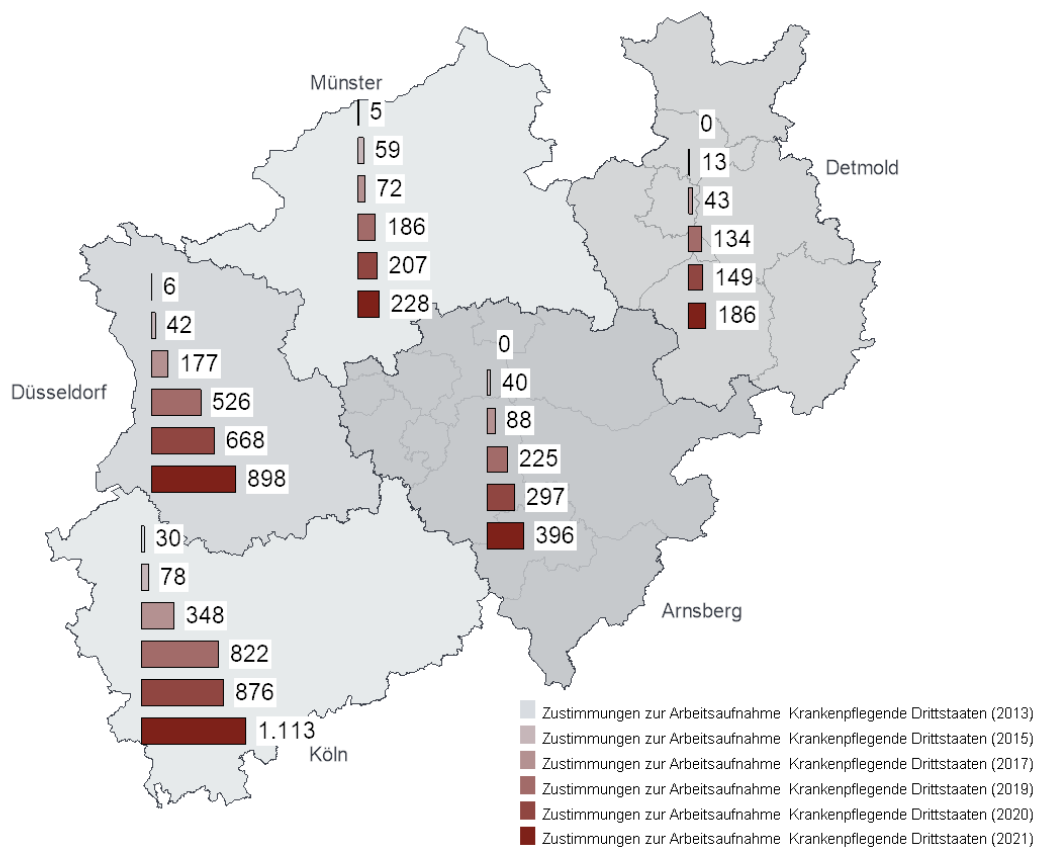 Münster
5
59
72
186
207
228
0
13
43
134
149
186
Detmold
6
42
177
526
668
898
Düsseldorf
0
40
88
225
297
396
Arnsberg
30
78
348
822
876
1.113
Köln
Zustimmungen zur Arbeitsaufnahme Krankenpflegende Drittstaaten (2013)
Zustimmungen zur Arbeitsaufnahme Krankenpflegende Drittstaaten (2015)
Zustimmungen zur Arbeitsaufnahme Krankenpflegende Drittstaaten (2017)
Zustimmungen zur Arbeitsaufnahme Krankenpflegende Drittstaaten (2019)
Zustimmungen zur Arbeitsaufnahme Krankenpflegende Drittstaaten (2020)
Zustimmungen zur Arbeitsaufnahme Krankenpflegende Drittstaaten (2021)